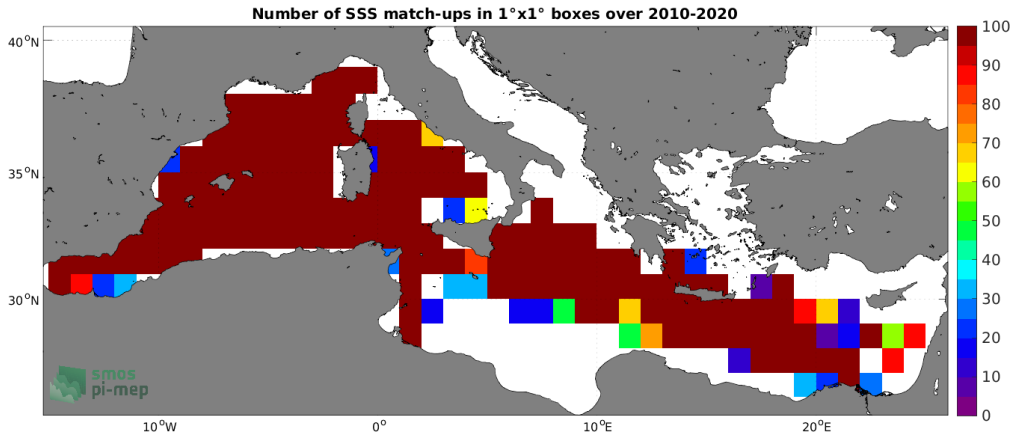 Number of SSS match-ups in 1°x1° boxes over 2010-2020
40°N
35°N
30°N
10°W
0°
10°E
20°E
100
90
80
70
60
50
40
30
20
10
0
smos
pi-mep